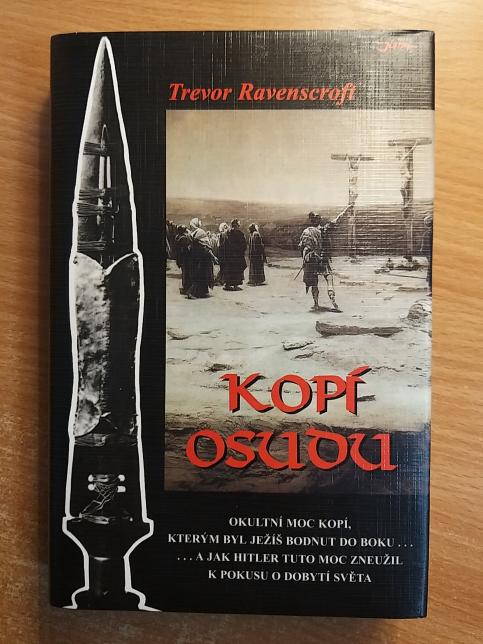 Trevor Ravenscroft
KOPÍ
OSUDU
OKULTNÍ MOC KOPÍ,
KTERÝM BYL JEŽÍŠ BODNUT DO BOKU . . .
. . . A JAK HITLER TUTO MOC ZNEUŽIL
K POKUSU O DOBYTÍ SVĚTA